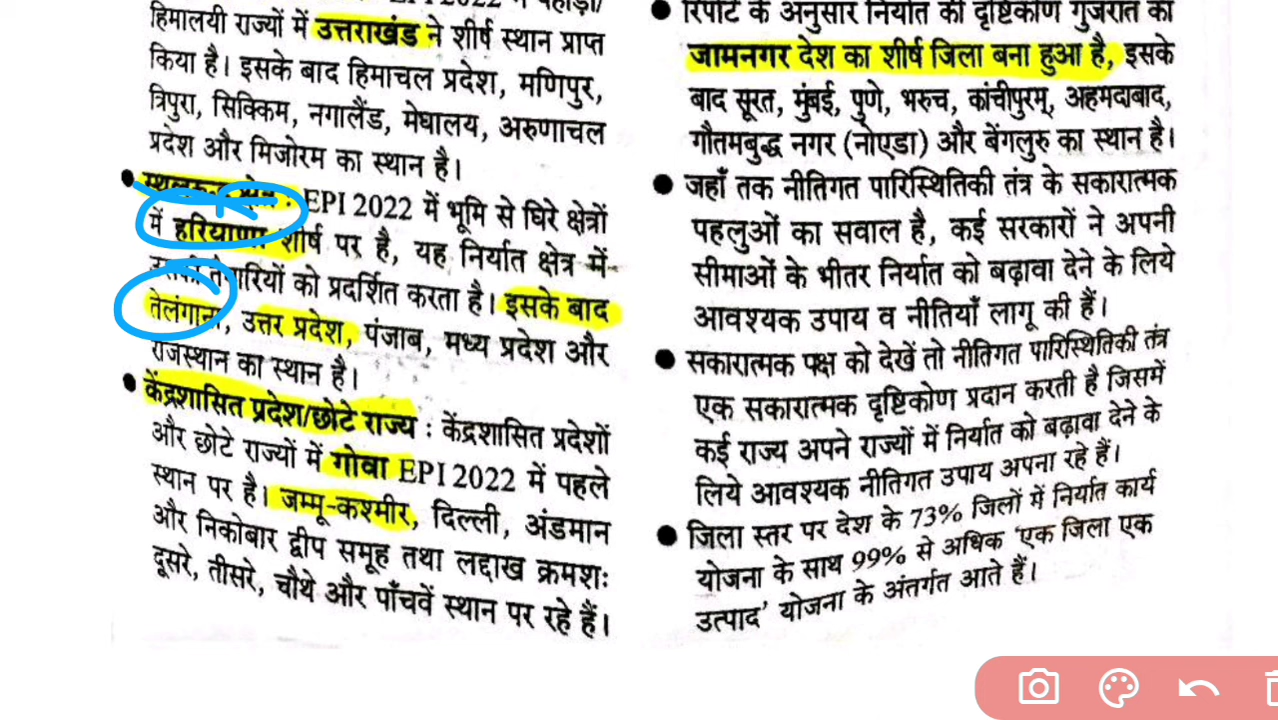 EPI 2022 में पहाड़ी/
हिमालयी राज्यों में उत्तराखंड ने शीर्ष स्थान प्राप्त
किया है। इसके बाद हिमाचल प्रदेश, मणिपुर,
त्रिपुरा, सिक्किम, नगालैंड, मेघालय, अरुणाचल
प्रदेश और मिजोरम का स्थान है।
: EPI 2022 में भूमि से घिरे क्षेत्रों
में हरियाणा शीर्ष पर है, यह निर्यात क्षेत्र में
उसकी तैयारियों को प्रदर्शित करता है। इसके बाद
तेलंगाना, उत्तर प्रदेश, पंजाब, मध्य प्रदेश और
राजस्थान का स्थान है।
● केंद्रशासित प्रदेश/छोटे राज्य : केंद्रशासित प्रदेशों
और छोटे राज्यों में गोवा EPI 2022 में पहले
स्थान पर है। जम्मू-कश्मीर, दिल्ली, अंडमान
और निकोबार द्वीप समूह तथा लद्दाख क्रमशः
दूसरे, तीसरे, चौथे और पाँचवें स्थान पर रहे हैं।
● रिपोर्ट के अनुसार निर्यात की दृष्टिकोण गुजरात का
जामनगर देश का शीर्ष जिला बना हुआ है, इसके
बाद सूरत, मुंबई, पुणे, भरुच, कांचीपुरम्, अहमदाबाद,
गौतमबुद्ध नगर (नोएडा) और बेंगलुरु का स्थान है।
● जहाँ तक नीतिगत पारिस्थितिकी तंत्र के सकारात्मक
पहलुओं का सवाल है, कई सरकारों ने अपनी
सीमाओं के भीतर निर्यात को बढ़ावा देने के लिये
आवश्यक उपाय व नीतियाँ लागू की हैं।
● सकारात्मक पक्ष को देखें तो नीतिगत पारिस्थितिकी तंत्र
एक सकारात्मक दृष्टिकोण प्रदान करती है जिसमें
कई राज्य अपने राज्यों में निर्यात को बढ़ावा देने के
लिये आवश्यक नीतिगत उपाय अपना रहे हैं।
● जिला स्तर पर देश के 73% जिलों में निर्यात कार्य
योजना के साथ 99% से अधिक 'एक जिला एक
उत्पाद' योजना के अंतर्गत आते हैं।